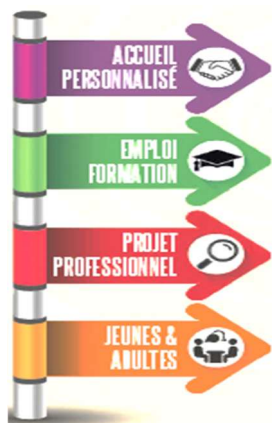 ACCUEIL
PERSONNALISÉ
EMPLOI
FORMATION
PROJET
PROFESSIONNEL
JEUNES &
ADULTES